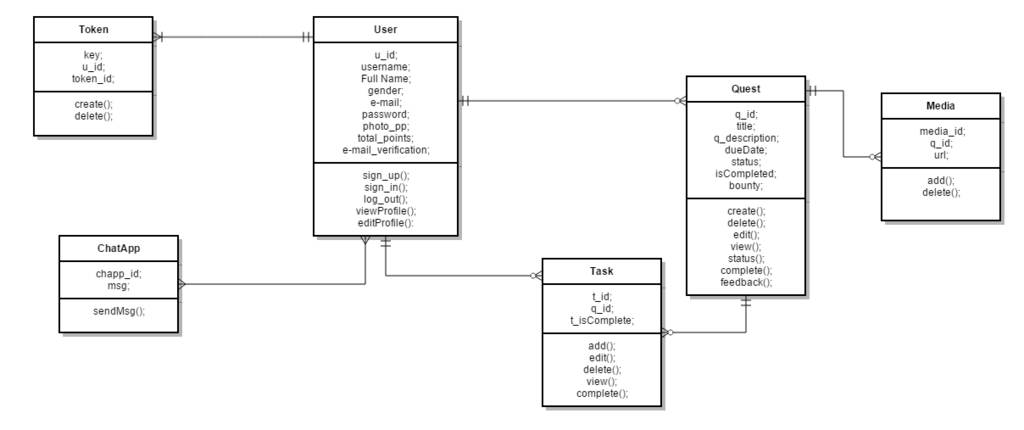 Token
key;
u_id;
token_id;
create();
delete();
User
u_id;
username;
Full Name;
gender;
e-mail;
password;
photo_pp;
total_points;
e-mail_verification;
sign_up();
sign_in();
log_out();
viewProfile();
editProfile():
Quest
q_id;
title;
q_description;
dueDate;
status;
isCompleted;
bounty;
create();
delete();
edit();
view();
status();
complete();
feedback();
Media
media_id;
q_id;
url;
add();
delete();
ChatApp
chapp_id;
msg;
sendMsg();
Task
t_id;
q_id;
t_isComplete;
add();
edit();
delete();
view();
complete();